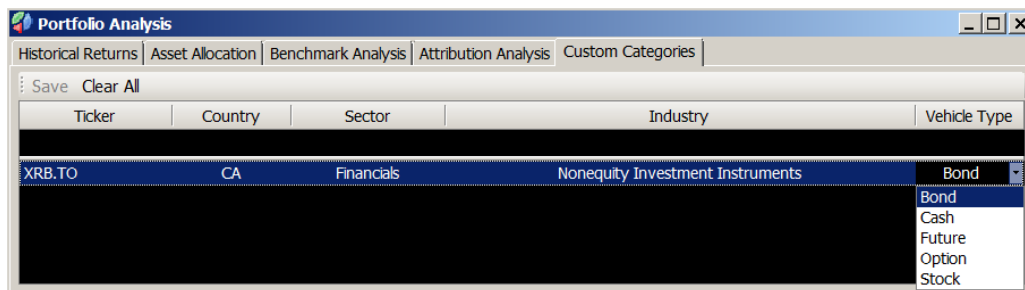 Portfolio Analysis
Historical Returns Asset Allocation Benchmark Analysis Attribution Analysis Custom Categories
Save Clear All
Ticker Country Sector Industry Vehicle Type
XRB.TO CA Financials Nonequity Investment Instruments Bond
Bond
Cash
Future
Option
Stock